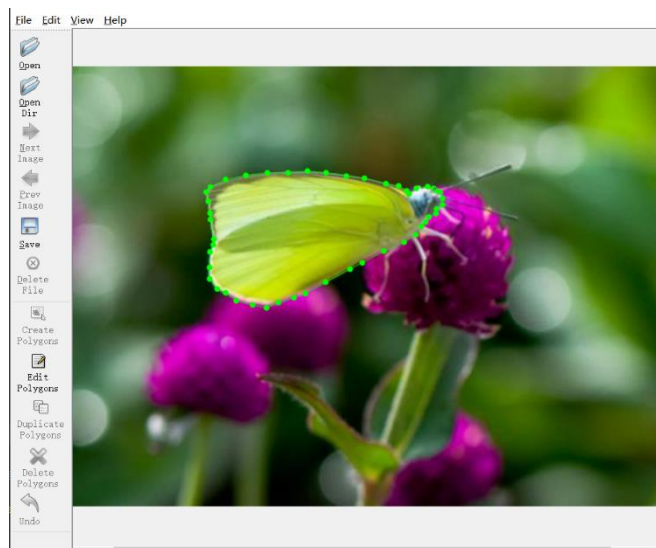 File Edit View Help
Open
Open
Dir
Next
Image
Prev
Image
Save
Delete
File
Create
Polygons
Edit
Polygons
Duplicate
Polygons
Delete
Polygons
Undo